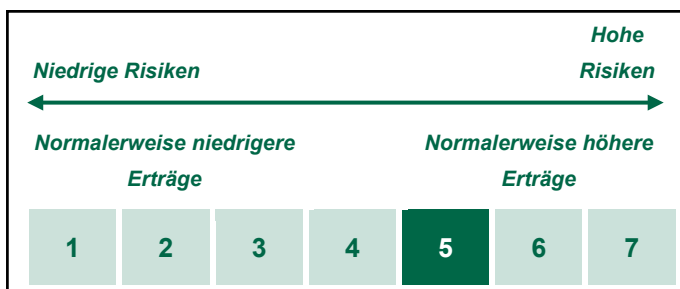 Hohe
Niedrige Risiken Risiken
Normalerweise niedrigere Normalerweise höhere
Erträge Erträge
1 2 3 4 5 6 7